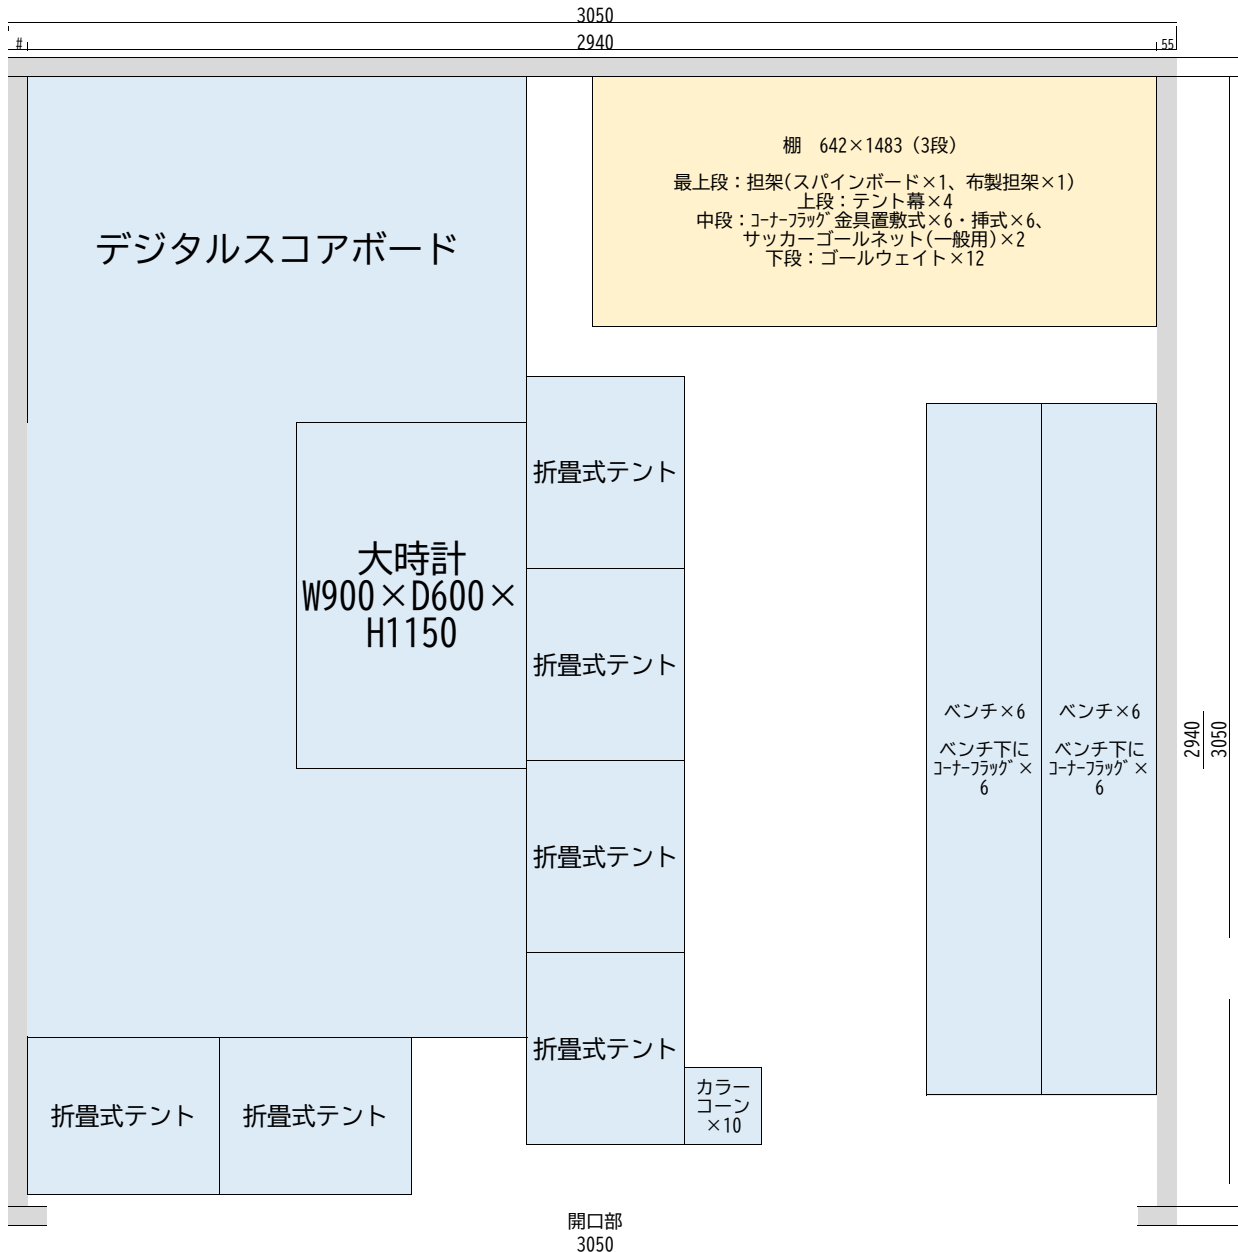 3050
#
2940
55
棚　642×1483（3段）
最上段：担架(スパインボード×1、布製担架×1)
上段：テント幕×4
中段：ｺｰﾅｰﾌﾗｯｸﾞ金具置敷式×6・挿式×6、
サッカーゴールネット(一般用)×2
下段：ゴールウェイト×12
デジタルスコアボード
折畳式テント
大時計
W900×D600×
H1150
折畳式テント
ベンチ×6
ベンチ下に
ｺｰﾅｰﾌﾗｯｸﾞ×
6
ベンチ×6
ベンチ下に
ｺｰﾅｰﾌﾗｯｸﾞ×
6
2940
3050
折畳式テント
折畳式テント
カラー
コーン
×10
折畳式テント
折畳式テント
開口部
3050